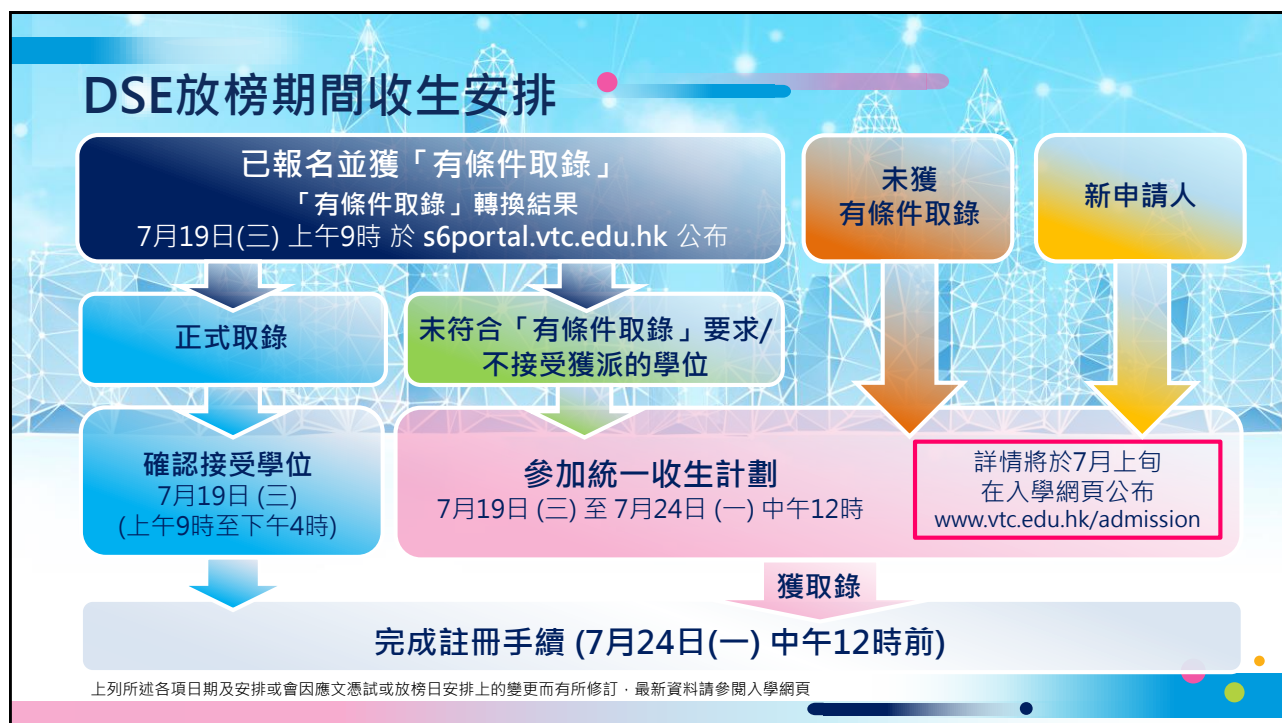 DSE放榜期間收生安排
已報名並獲「有條件取錄」
「有條件取錄」轉換結果
7月19日(三) 上午9時 於 s6portal.vtc.edu.hk 公布
未獲
有條件取錄
新申請人
正式取錄
未符合「有條件取錄」要求/
不接受獲派的學位
確認接受學位
7月19日 (三)
(上午9時至下午4時)
參加統一收生計劃
7月19日 (三) 至 7月24日 (一) 中午12時
詳情將於7月上旬
在入學網頁公布
www.vtc.edu.hk/admission
獲取錄
完成註冊手續 (7月24日(一) 中午12時前)
上列所述各項日期及安排或會因應文憑試或放榜日安排上的變更而有所修訂，最新資料請參閱入學網頁